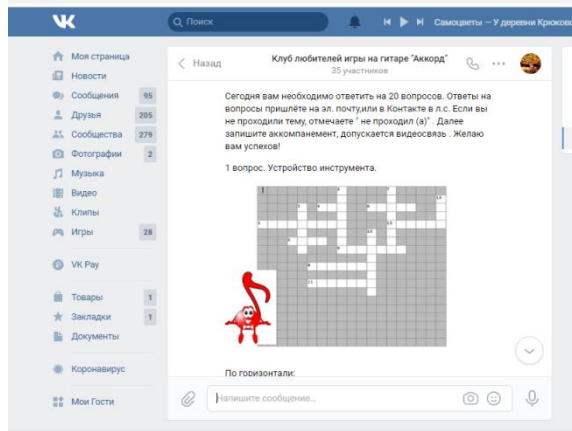 Поиск
Самоцветы — У деревни Крюково
Моя страница
Новости
Сообщения 95
Друзья 205
Сообщества 279
Фотографии 2
Музыка
Видео
Клипы
Игры 28
VK Pay
Товары 1
Закладки 1
Документы
Коронавирус
Мои Гости
Назад
Клуб любителей игры на гитаре "Аккорд"
35 участников
Сегодня вам необходимо ответить на 20 вопросов. Ответы на
вопросы пришлёте на эл. почту,или в Контакте в л.с. Если вы
не проходили тему, отмечаете " не проходил (а)" . Далее
запишите аккомпанемент, допускается видеосвязь . Желаю
вам успехов!
1 вопрос. Устройство инструмента.
По горизонтали:
Напишите сообщение...